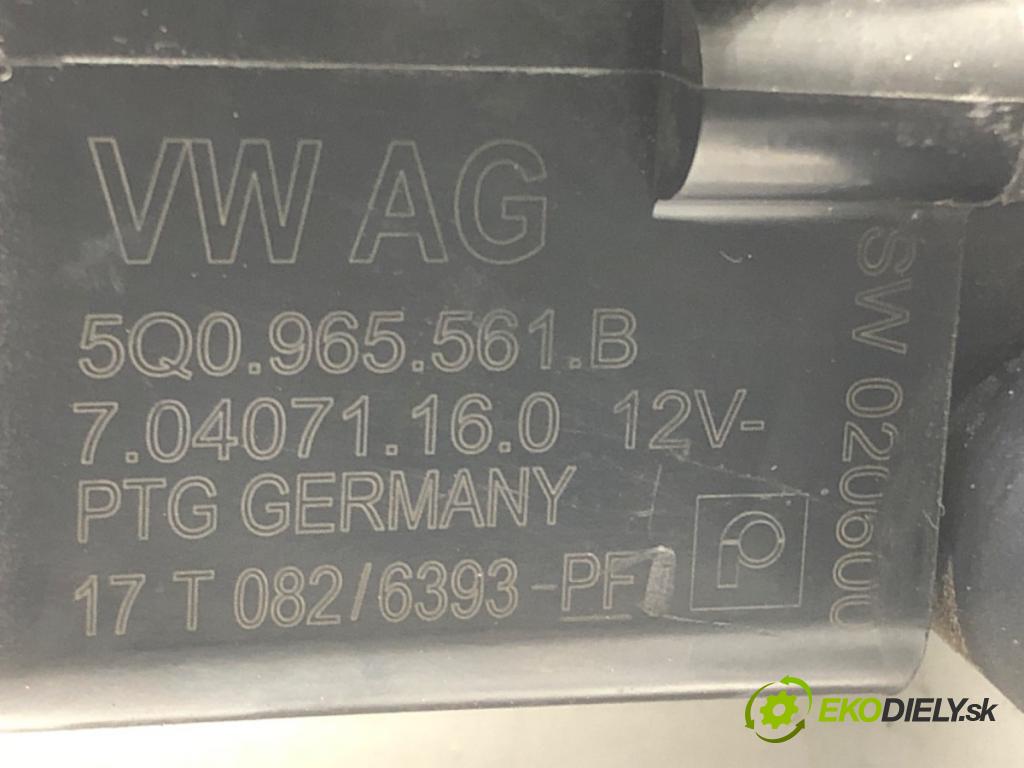 VW AG
5Q0.965.561.B
7.04071.16.0 12V-
PTG GERMANY
17 T 082/6393-PF
SW 020600
EKODIELY.sk